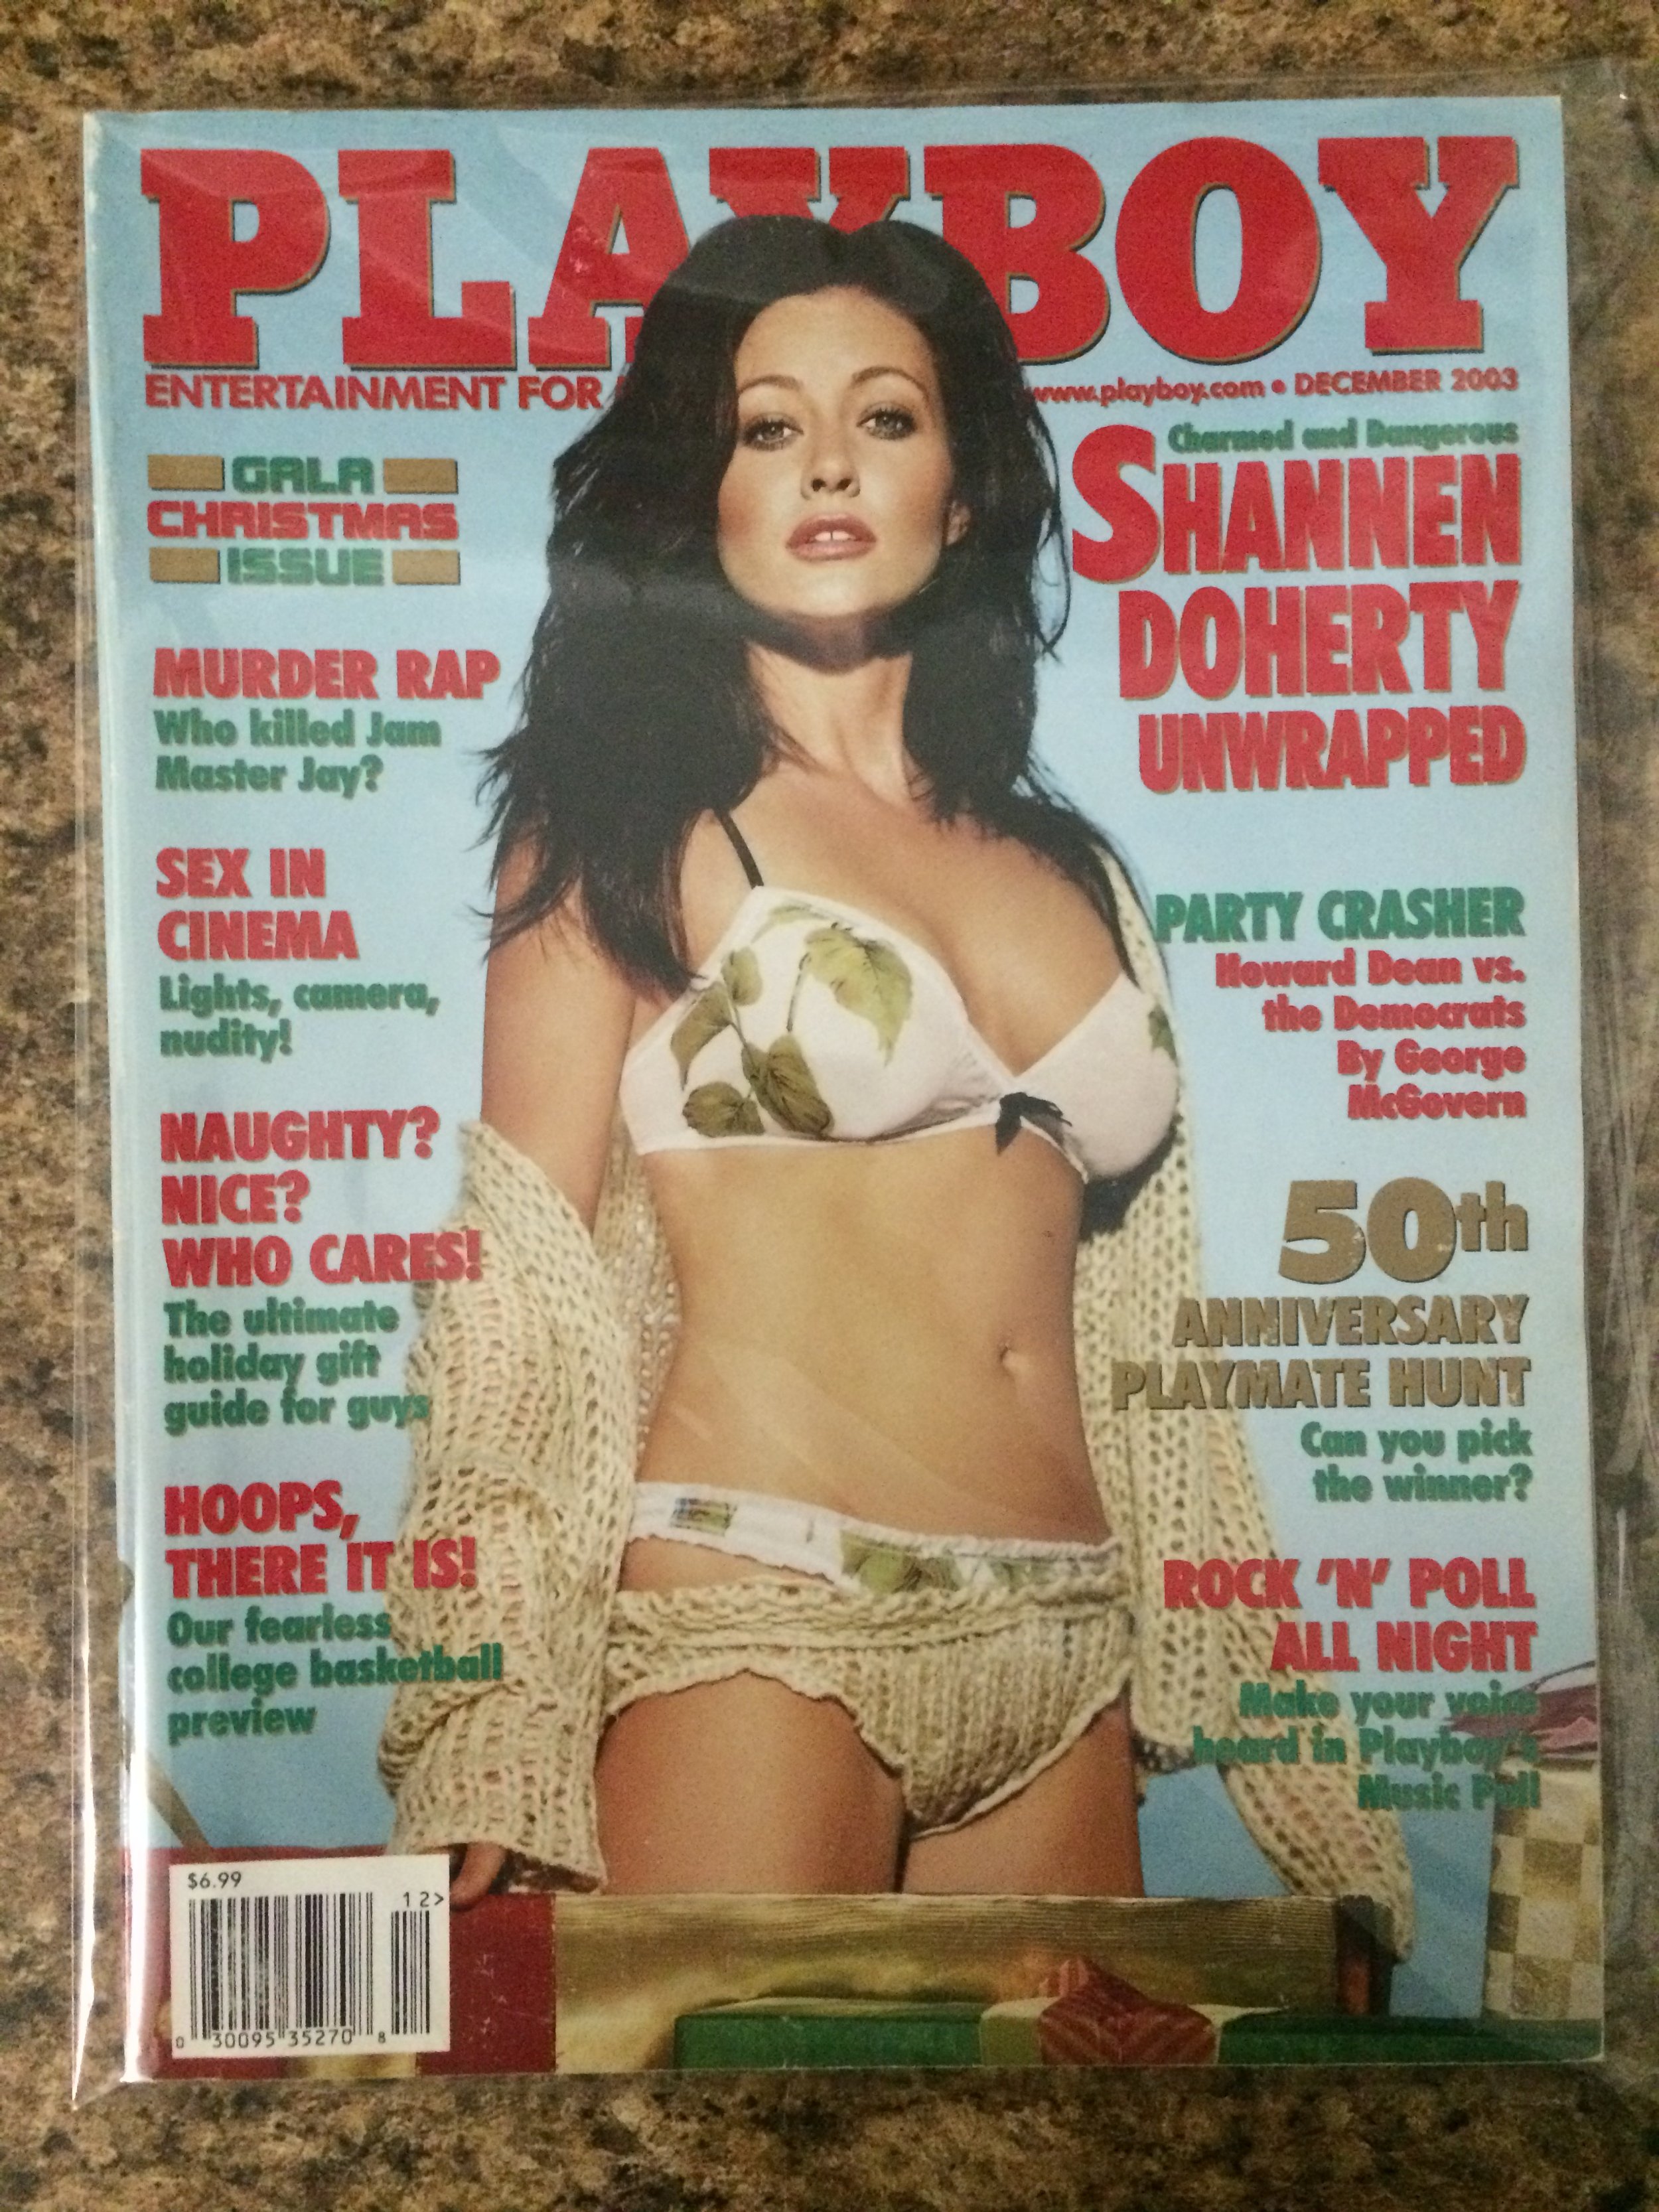 PLAYBOY
ENTERTAINMENT FOR
www.playboy.com • DECEMBER 2003
GALA
CHRISTMAS
ISSUE
MURDER RAP
Who killed Jam
Master Jay?
SEX IN
CINEMA
Lights, camera,
nudity!
NAUGHTY?
NICE?
WHO CARES!
The ultimate
holiday gift
guide for guys
HOOPS,
THERE IT IS!
Our fearless
college basketball
preview
Charmed and Dangerous
SHANNEN
DOHERTY
UNWRAPPED
PARTY CRASHER
Howard Dean vs.
the Democrats
By George
McGovern
50th
ANNIVERSARY
PLAYMATE HUNT
Can you pick
the winner?
ROCK 'N' POLL
ALL NIGHT
Make your voice
heard in Playboy's
Music Poll
$6.99
12>
0 30095 35270 8